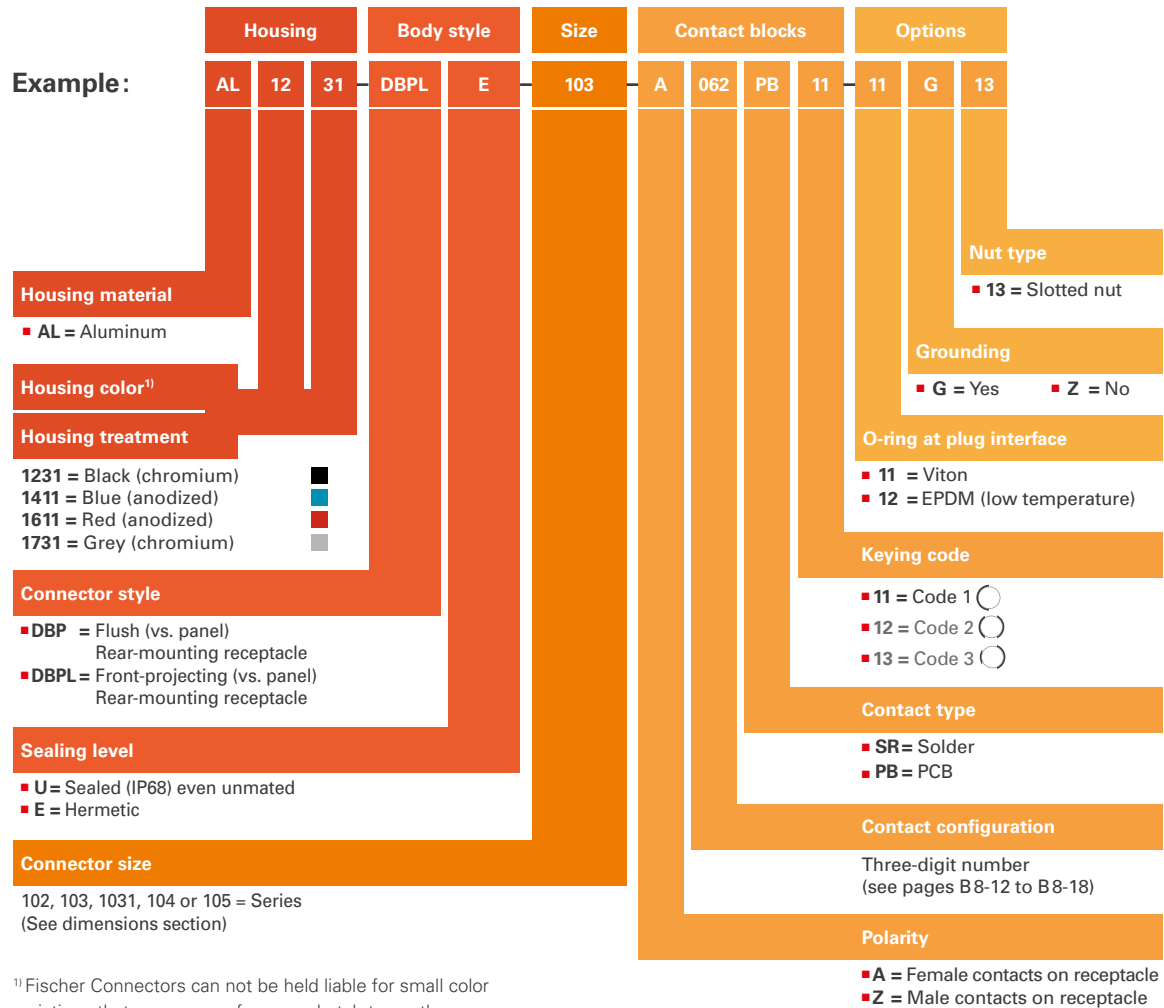 Housing Body style Size Contact blocks Options
Example: AL 12 31 – DBPL E – 103 – A 062 PB 11 – 11 G 13
Nut type
13 = Slotted nut
Housing material
AL = Aluminum
Grounding
G = Yes Z = No
Housing color1)
Housing treatment
1231 = Black (chromium)
1411 = Blue (anodized)
1611 = Red (anodized)
1731 = Grey (chromium)
O-ring at plug interface
11 = Viton
12 = EPDM (low temperature)
Keying code
11 = Code 1
12 = Code 2
13 = Code 3
Connector style
DBP = Flush (vs. panel)
Rear-mounting receptacle
DBPL = Front-projecting (vs. panel)
Rear-mounting receptacle
Contact type
SR = Solder
PB = PCB
Sealing level
U = Sealed (IP68) even unmated
E = Hermetic
Contact configuration
Three-digit number
(see pages B8-12 to B8-18)
Connector size
102, 103, 1031, 104 or 105 = Series
(See dimensions section)
Polarity
A = Female contacts on receptacle
Z = Male contacts on receptacle
1) Fischer Connectors can not be held liable for small color